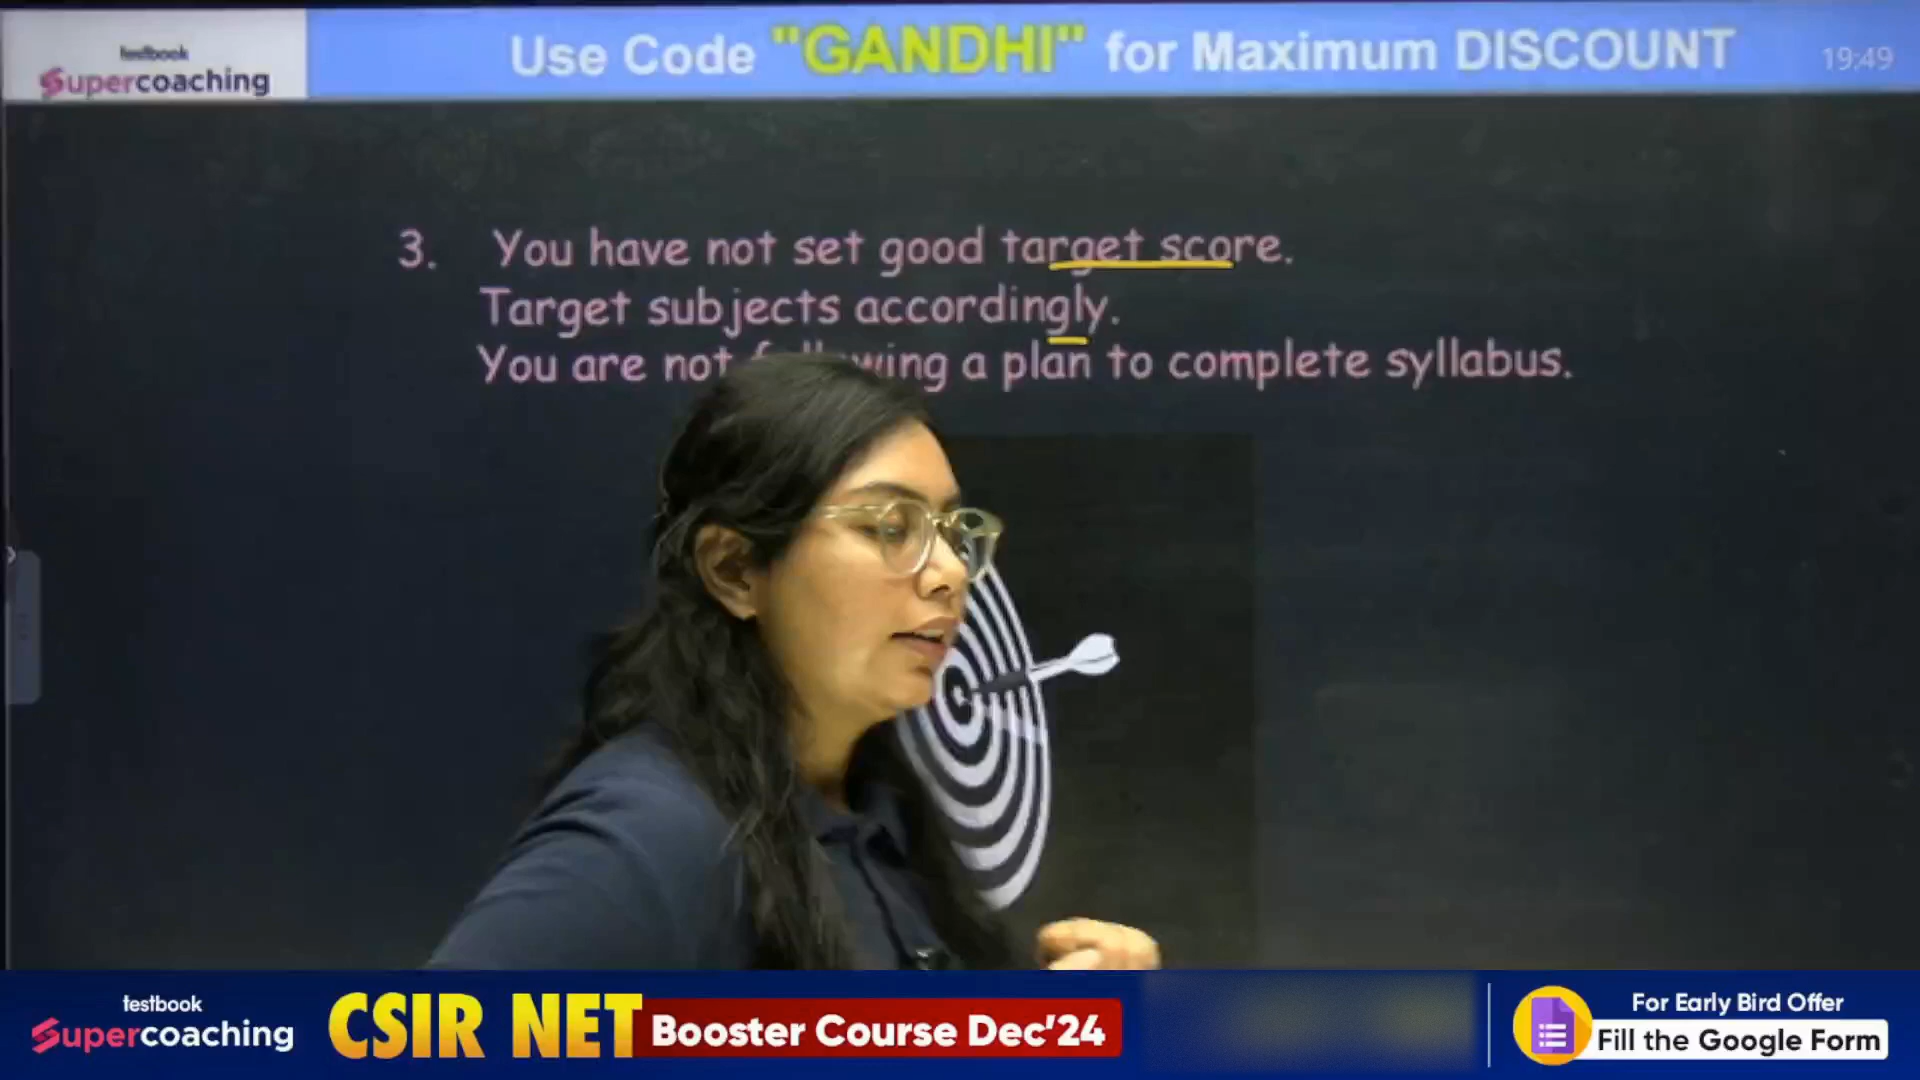 testbook
Supercoaching
Use Code "GANDHI" for Maximum DISCOUNT
19:49
3. You have not set good target score.
Target subjects accordingly.
You are not following a plan to complete syllabus.
testbook
Supercoaching
CSIR NET
Booster Course Dec'24
For Early Bird Offer
Fill the Google Form